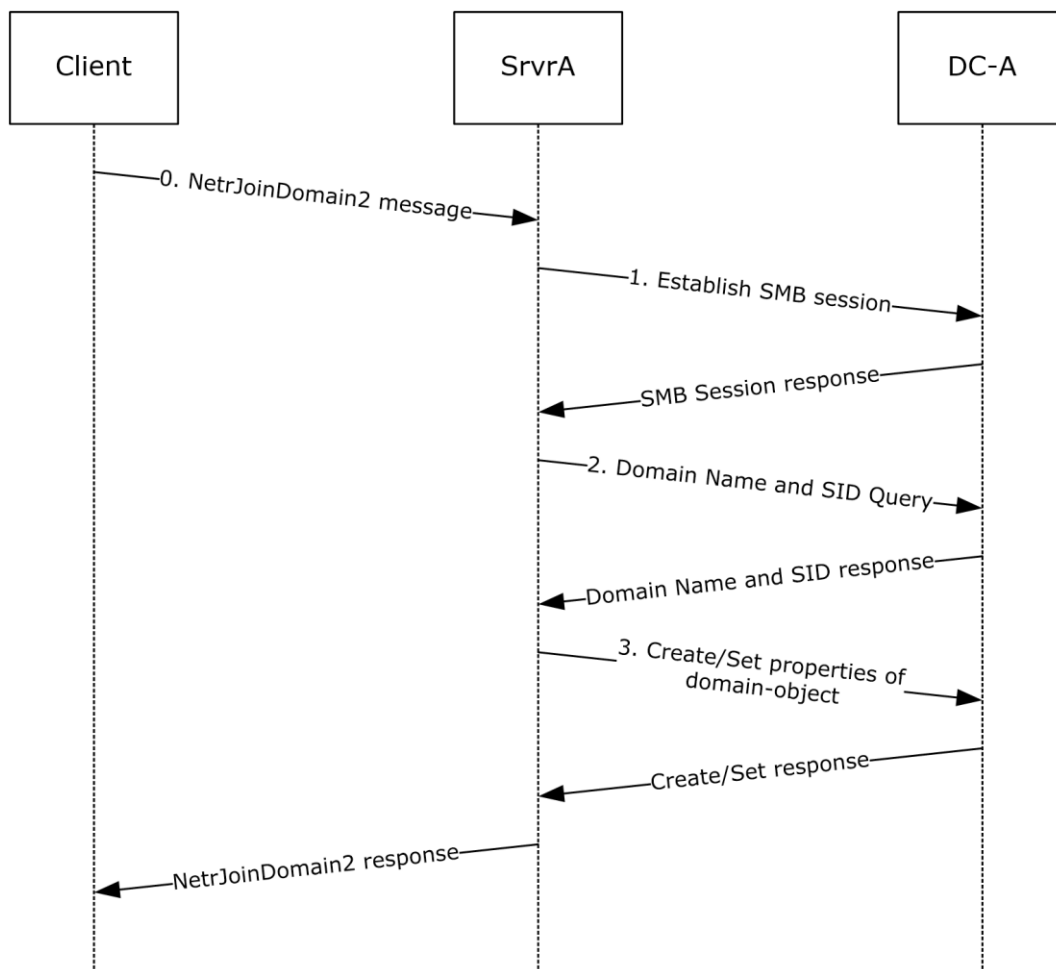 Client
SrvrA
DC-A
0. NetrJoinDomain2 message
1. Establish SMB session
SMB Session response
2. Domain Name and SID Query
Domain Name and SID response
3. Create/Set properties of
domain-object
Create/Set response
NetrJoinDomain2 response